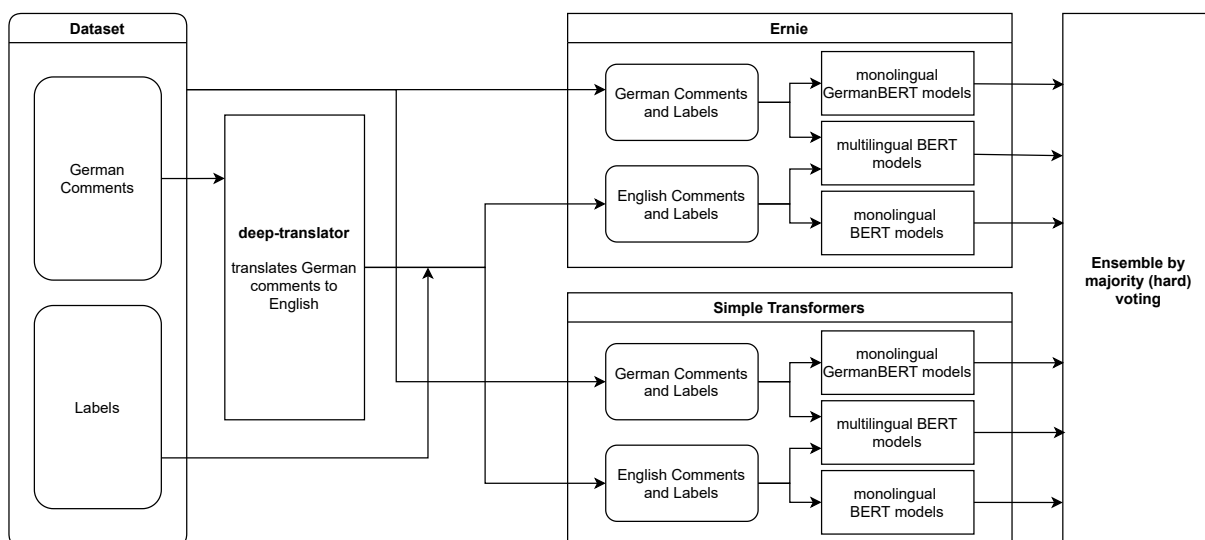 Dataset
German
Comments
Labels
deep-translator
translates German
comments to
English
Ernie
German Comments
and Labels
English Comments
and Labels
monolingual
GermanBERT models
multilingual BERT
models
monolingual
BERT models
Simple Transformers
German Comments
and Labels
English Comments
and Labels
monolingual
GermanBERT models
multilingual BERT
models
monolingual
BERT models
Ensemble by
majority (hard)
voting